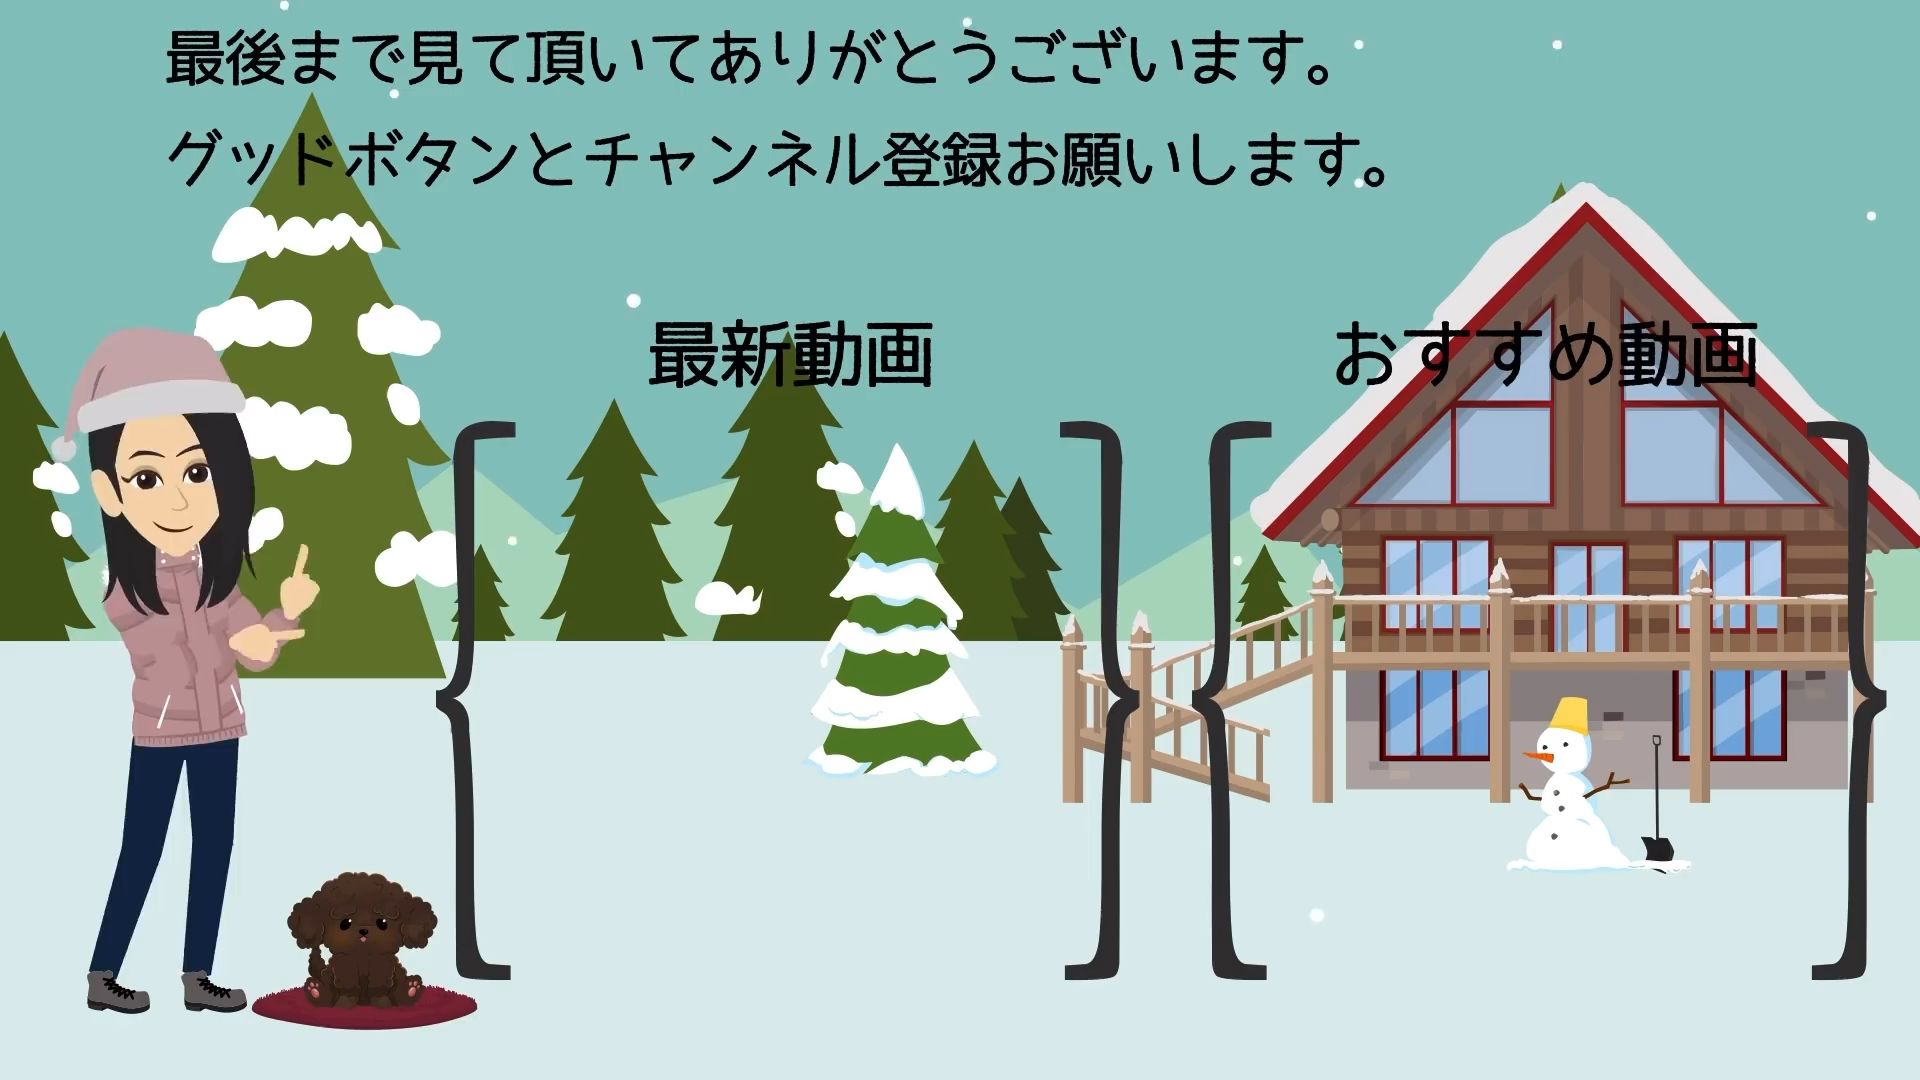 最後まで見て頂いてありがとうございます。
グッドボタンとチャンネル登録お願いします。
最新動画
おすすめ動画